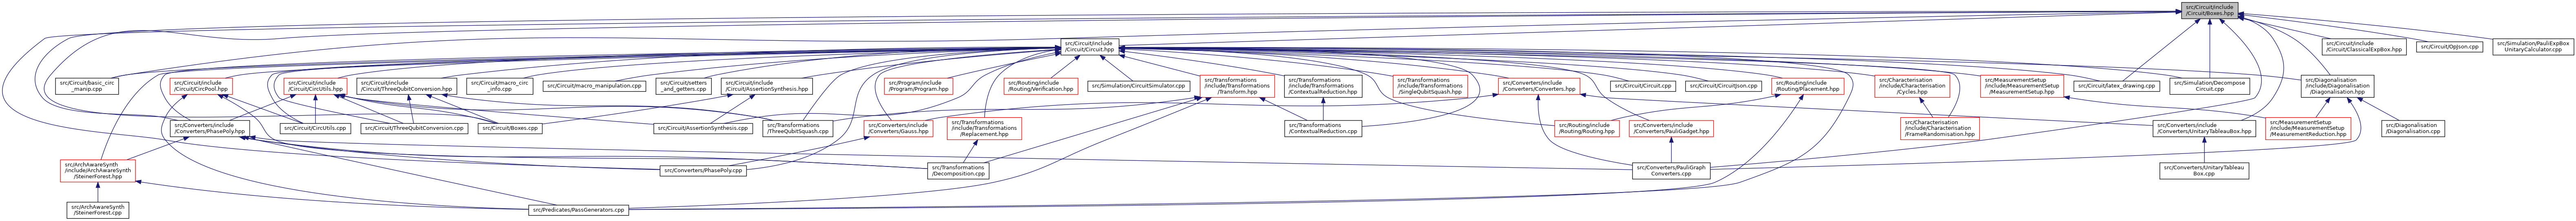 src/Circuit/include
/Circuit/Boxes.hpp
src/Circuit/include
/Circuit/Circuit.hpp
src/Circuit/include
/Circuit/ClassicalExpBox.hpp
src/Circuit/OpJson.cpp
src/Simulation/PauliExpBox
UnitaryCalculator.cpp
src/Circuit/basic_circ
_manip.cpp
src/Circuit/include
/Circuit/CircPool.hpp
src/Circuit/include
/Circuit/CircUtils.hpp
src/Circuit/include
/Circuit/ThreeQubitConversion.hpp
src/Circuit/macro_circ
_info.cpp
src/Circuit/macro_manipulation.cpp
src/Circuit/setters
_and_getters.cpp
src/Circuit/include
/Circuit/AssertionSynthesis.hpp
src/Program/include
/Program/Program.hpp
src/Routing/include
/Routing/Verification.hpp
src/Simulation/CircuitSimulator.cpp
src/Transformations
/include/Transformations
/Transform.hpp
src/Transformations
/include/Transformations
/ContextualReduction.hpp
src/Transformations
/include/Transformations
/SingleQubitSquash.hpp
src/Converters/include
/Converters/Converters.hpp
src/Circuit/Circuit.cpp
src/Circuit/CircuitJson.cpp
src/Routing/include
/Routing/Placement.hpp
src/Characterisation
/include/Characterisation
/Cycles.hpp
src/MeasurementSetup
/include/MeasurementSetup
/MeasurementSetup.hpp
src/Circuit/latex_drawing.cpp
src/Simulation/Decompose
Circuit.cpp
src/Diagonalisation
/include/Diagonalisation
/Diagonalisation.hpp
src/Converters/include
/Converters/PhasePoly.hpp
src/Circuit/CircUtils.cpp
src/Circuit/ThreeQubitConversion.cpp
src/Circuit/Boxes.cpp
src/Circuit/AssertionSynthesis.cpp
src/Transformations
/ThreeQubitSquash.cpp
src/Converters/include
/Converters/Gauss.hpp
src/Transformations
/include/Transformations
/Replacement.hpp
src/Transformations
/ContextualReduction.cpp
src/Routing/include
/Routing/Routing.hpp
src/Converters/include
/Converters/PauliGadget.hpp
src/Characterisation
/include/Characterisation
/FrameRandomisation.hpp
src/Converters/include
/Converters/UnitaryTableauBox.hpp
src/MeasurementSetup
/include/MeasurementSetup
/MeasurementReduction.hpp
src/Diagonalisation
/Diagonalisation.cpp
src/ArchAwareSynth
/include/ArchAwareSynth
/SteinerForest.hpp
src/Converters/PhasePoly.cpp
src/Transformations
/Decomposition.cpp
src/Converters/PauliGraph
Converters.cpp
src/Converters/UnitaryTableau
Box.cpp
src/ArchAwareSynth
/SteinerForest.cpp
src/Predicates/PassGenerators.cpp